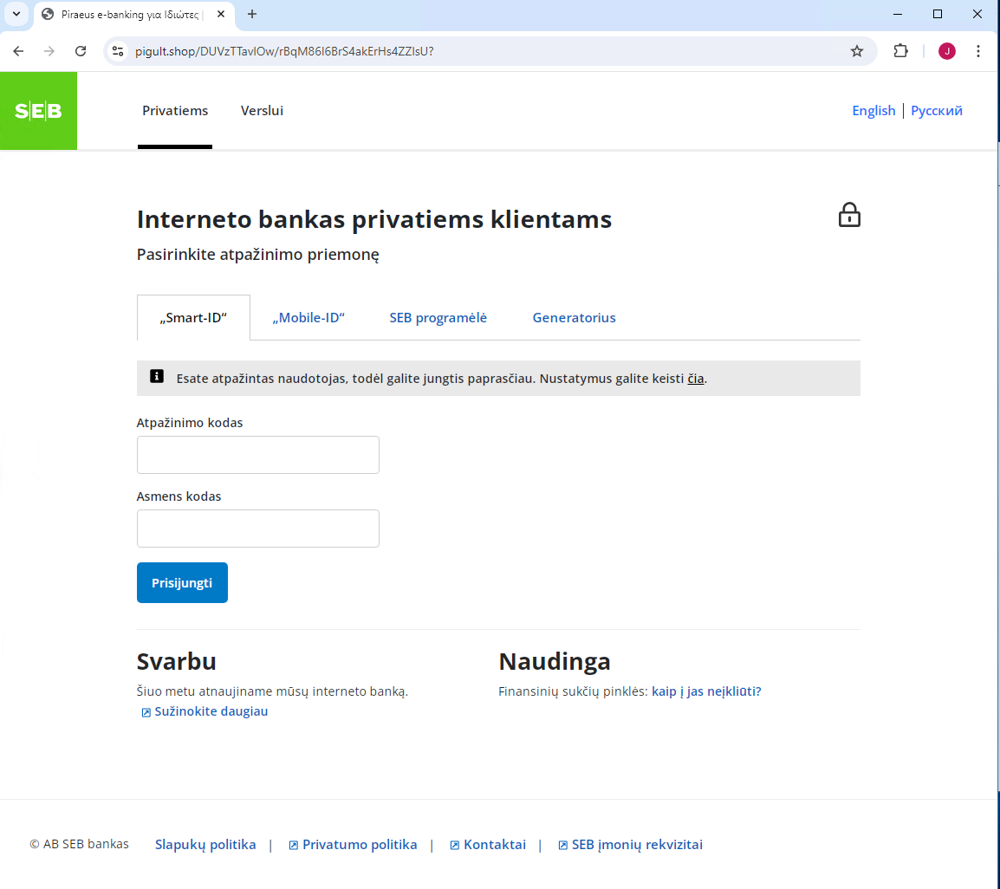 Piraeus e-banking για Ιδιώτες |
pigult.shop/DUVzTTavlOw/rBqM86I6BrS4akErHs4ZZIsU?
J
S|E|B
Privatiems
Verslui
English | Русский
Interneto bankas privatiems klientams
Pasirinkite atpažinimo priemonę
„Smart-ID“
„Mobile-ID“
SEB programėlė
Generatorius
Esate atpažintas naudotojas, todėl galite jungtis paprasčiau. Nustatymus galite keisti čia.
Atpažinimo kodas
Asmens kodas
Prisijungti
Svarbu
Šiuo metu atnaujiname mūsų interneto banką.
Sužinokite daugiau
Naudinga
Finansinių sukčių pinklės: kaip į jas neįkliūti?
© AB SEB bankas
Slapukų politika | Privatumo politika | Kontaktai | SEB įmonių rekvizitai